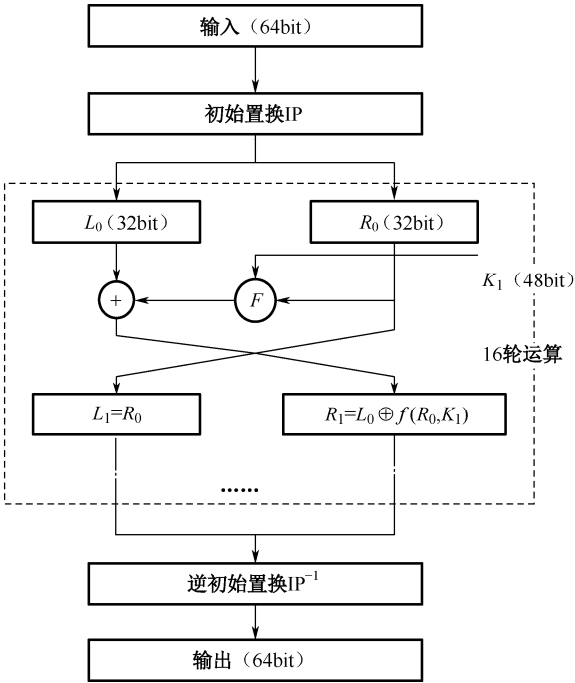 输入（64bit）
初始置换IP
L₀（32bit）
R₀（32bit）
+
F
K₁（48bit）
16轮运算
L₁=R₀
R₁=L₀⊕f(R₀,K₁)
……
逆初始置换IP⁻¹
输出（64bit）